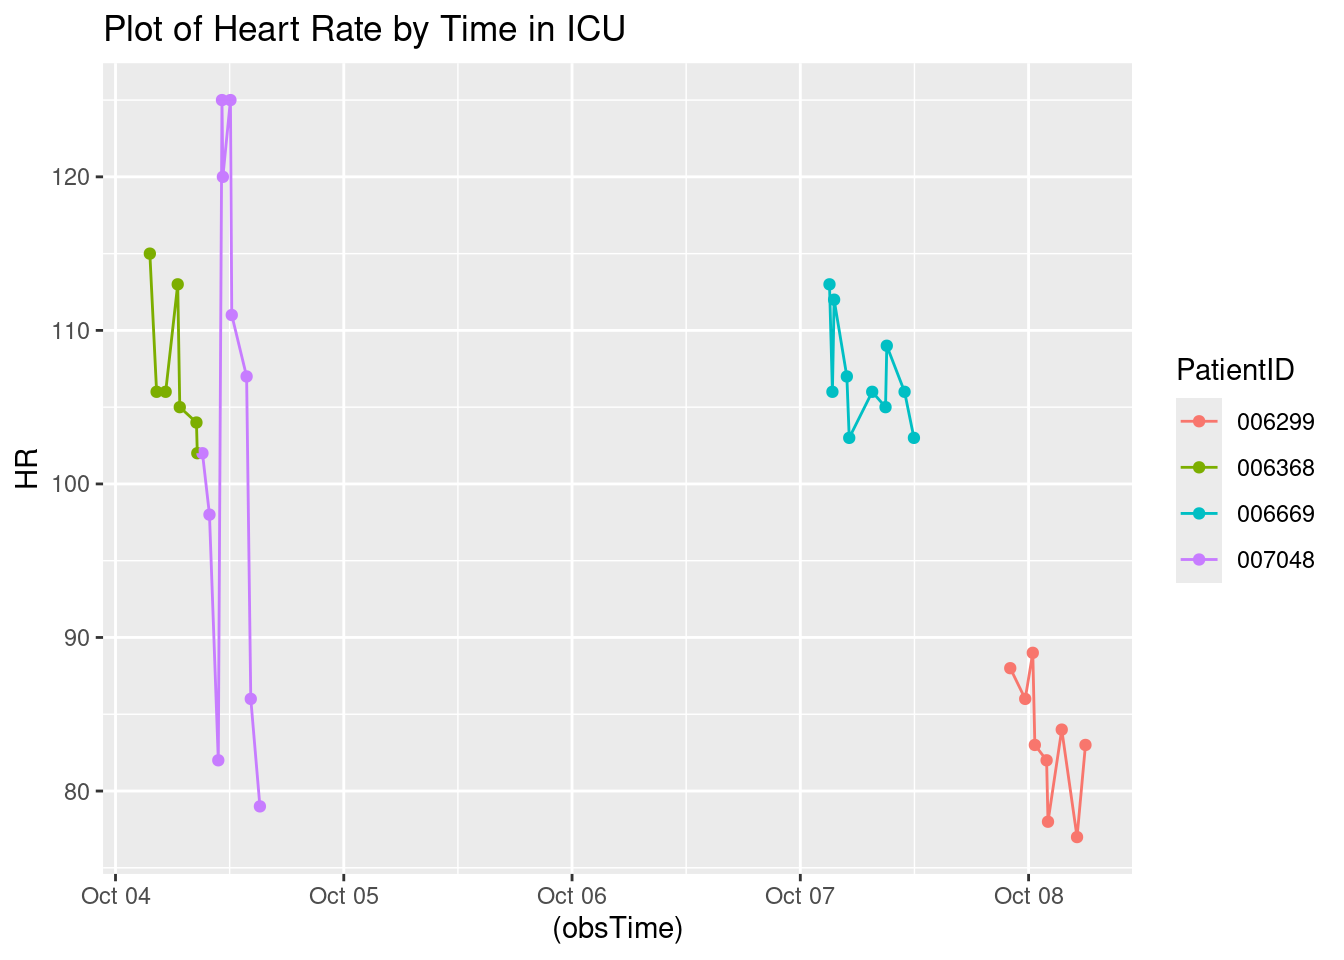 Plot of Heart Rate by Time in ICU
120
110
100
90
80
HR
Oct 04 Oct 05 Oct 06 Oct 07 Oct 08
(obsTime)
PatientID
006299
006368
006669
007048